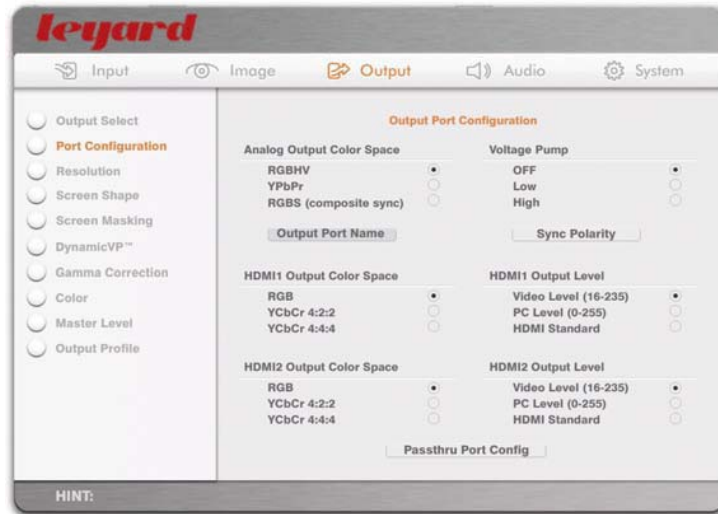 leyard
Input
Image
Output
Audio
System
Output Select
Port Configuration
Resolution
Screen Shape
Screen Masking
DynamicVP™
Gamma Correction
Color
Master Level
Output Profile
Output Port Configuration
Analog Output Color Space
RGBHV
YPbPr
RGBS (composite sync)
Output Port Name
Voltage Pump
OFF
Low
High
Sync Polarity
HDMI1 Output Color Space
RGB
YCbCr 4:2:2
YCbCr 4:4:4
HDMI1 Output Level
Video Level (16-235)
PC Level (0-255)
HDMI Standard
HDMI2 Output Color Space
RGB
YCbCr 4:2:2
YCbCr 4:4:4
HDMI2 Output Level
Video Level (16-235)
PC Level (0-255)
HDMI Standard
Passthru Port Config
HINT: